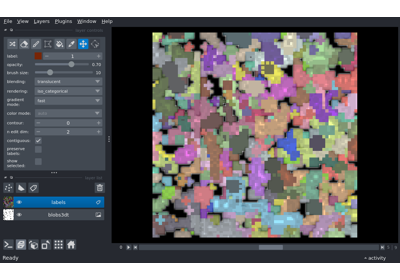 File View Layers Plugins Window Help
label: 1
opacity: 0.70
brush size: 10
blending: translucent
rendering: iso_categorical
gradient mode: fast
color mode:
contour: 0
n edit dim: 2
contiguous:
preserve labels:
show selected:
labels
blobs3dt
0
Ready
activity